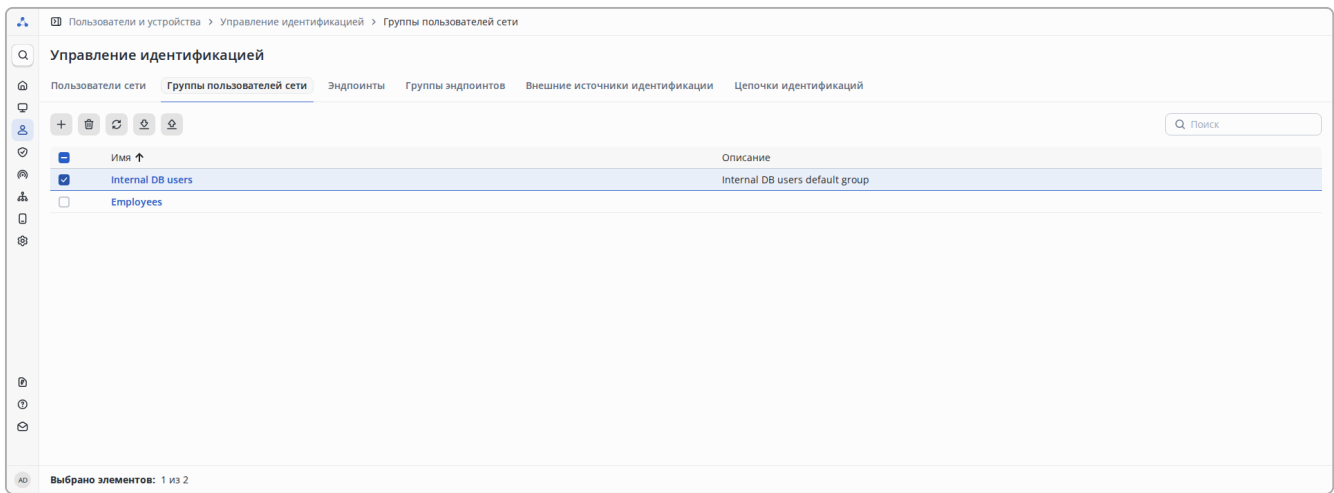 Пользователи и устройства > Управление идентификацией > Группы пользователей сети
Управление идентификацией
Пользователи сети Группы пользователей сети Эндпоинты Группы эндпоинтов Внешние источники идентификации Цепочки идентификаций
Поиск
Имя ↑ Описание
Internal DB users Internal DB users default group
Employees
AD Выбрано элементов: 1 из 2